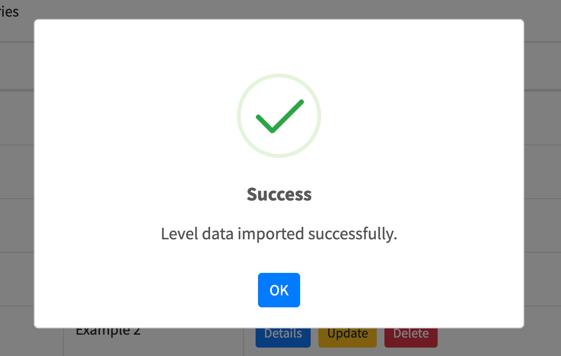 ries
Success
Level data imported successfully.
OK
Example 2
Details Update Delete